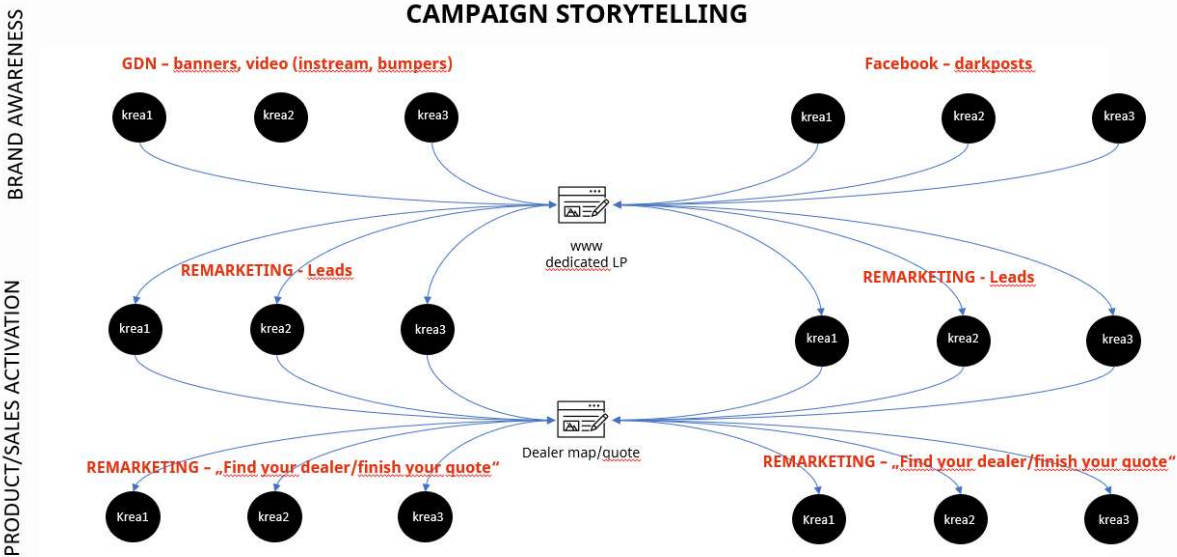 CAMPAIGN STORYTELLING
BRAND AWARENESS
GDN – banners, video (instream, bumpers)
Facebook – darkposts
krea1
krea2
krea3
krea1
krea2
krea3
www
dedicated LP
PRODUCT/SALES ACTIVATION
REMARKETING - Leads
REMARKETING - Leads
krea1
krea2
krea3
krea1
krea2
krea3
Dealer map/quote
REMARKETING – „Find your dealer/finish your quote“
REMARKETING – „Find your dealer/finish your quote“
Krea1
krea2
krea3
Krea1
krea2
krea3